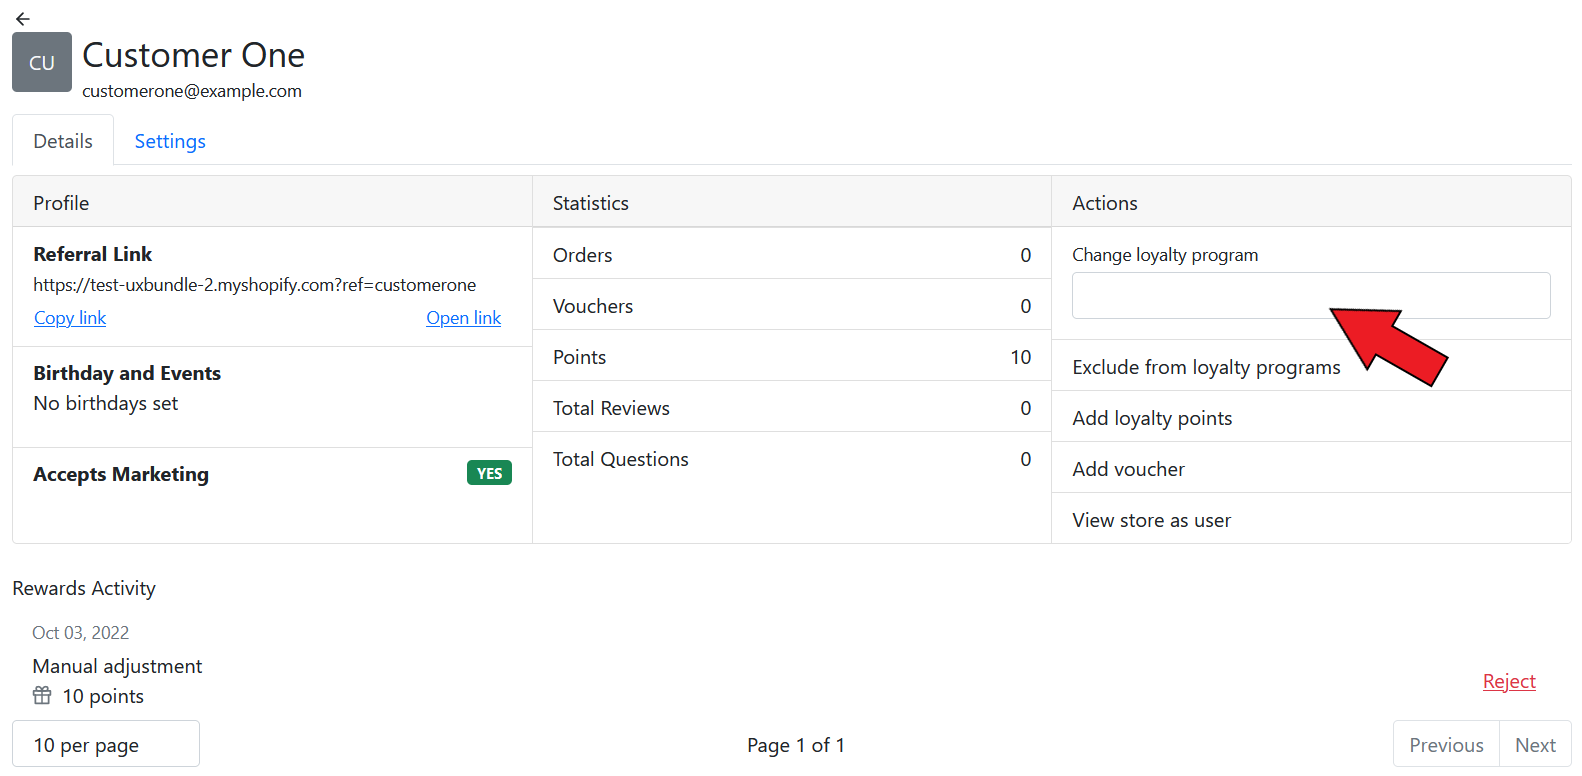 CU
Customer One
customerone@example.com
Details
Settings
Profile
Referral Link
https://test-uxbundle-2.myshopify.com?ref=customerone
Copy link
Open link
Birthday and Events
No birthdays set
Accepts Marketing
YES
Statistics
Orders 0
Vouchers 0
Points 10
Total Reviews 0
Total Questions 0
Actions
Change loyalty program
Exclude from loyalty programs
Add loyalty points
Add voucher
View store as user
Rewards Activity
Oct 03, 2022
Manual adjustment
10 points
Reject
10 per page
Page 1 of 1
Previous
Next